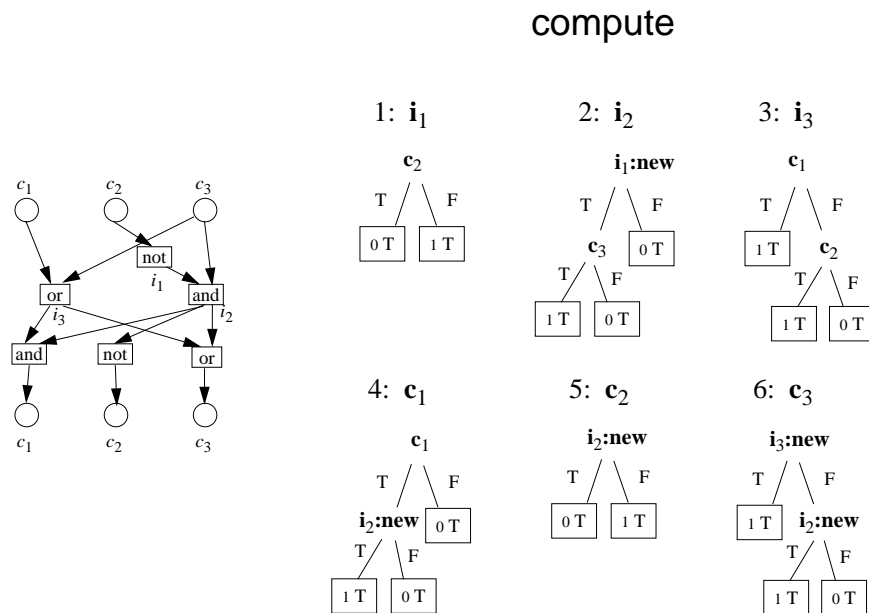 compute
c1 c2 c3
not
i1
or and
i3 i2
and not or
c1 c2 c3
1: i1
c2
T F
0 T 1 T
2: i2
i1:new
T F
c3 0 T
T F
1 T 0 T
3: i3
c1
T F
1 T c2
T F
1 T 0 T
4: c1
c1
T F
i2:new 0 T
T F
1 T 0 T
5: c2
i2:new
T F
0 T 1 T
6: c3
i3:new
T F
1 T i2:new
T F
1 T 0 T